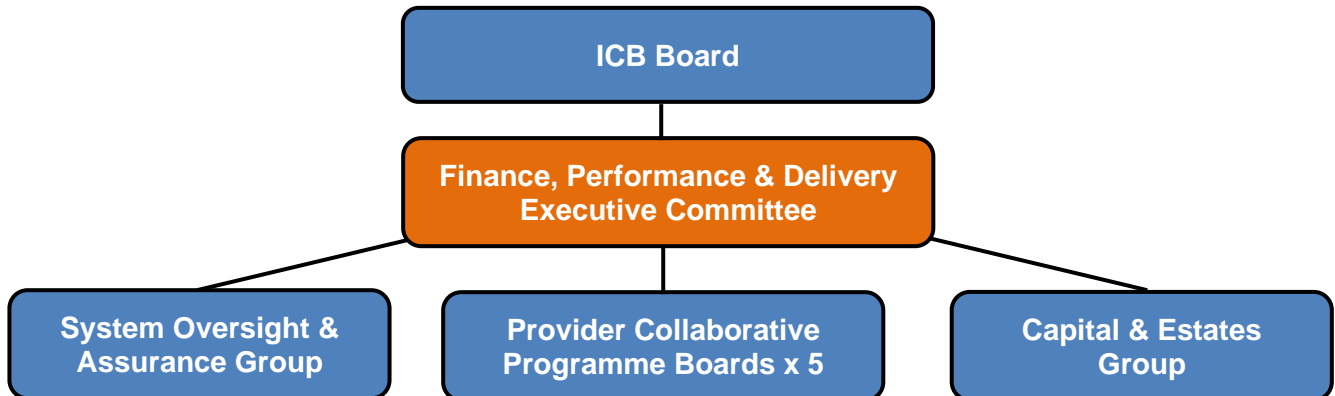 ICB Board
Finance, Performance & Delivery
Executive Committee
System Oversight &
Assurance Group
Provider Collaborative
Programme Boards x 5
Capital & Estates
Group